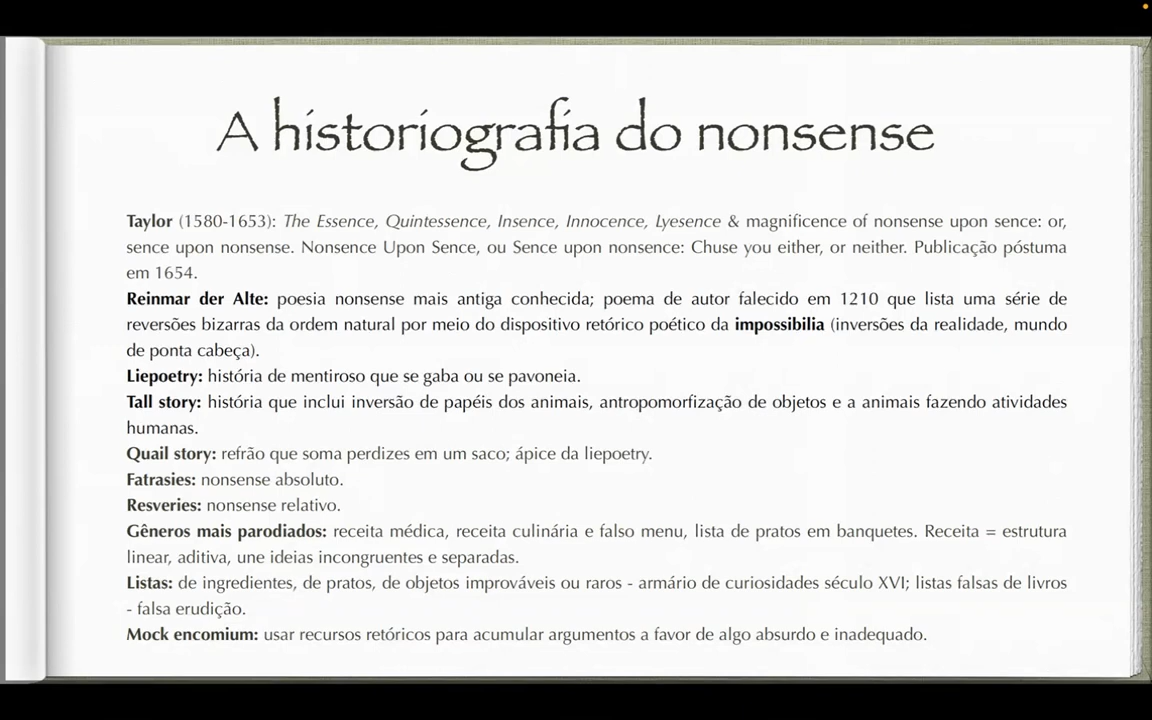 A historiografia do nonsense
Taylor (1580-1653): The Essence, Quintessence, Insence, Innocence, Lyesence & magnificence of nonsense upon sence: or,
sence upon nonsense. Nonsence Upon Sence, ou Sence upon nonsence: Chuse you either, or neither. Publicação póstuma
em 1654.
Reinmar der Alte: poesia nonsense mais antiga conhecida; poema de autor falecido em 1210 que lista uma série de
reversões bizarras da ordem natural por meio do dispositivo retórico poético da impossibilia (inversões da realidade, mundo
de ponta cabeça).
Liepoetry: história de mentiroso que se gaba ou se pavoneia.
Tall story: história que inclui inversão de papéis dos animais, antropomorfização de objetos e a animais fazendo atividades
humanas.
Quail story: refrão que soma perdizes em um saco; ápice da liepoetry.
Fatrasies: nonsense absoluto.
Resveries: nonsense relativo.
Gêneros mais parodiados: receita médica, receita culinária e falso menu, lista de pratos em banquetes. Receita = estrutura
linear, aditiva, une ideias incongruentes e separadas.
Listas: de ingredientes, de pratos, de objetos improváveis ou raros - armário de curiosidades século XVI; listas falsas de livros
- falsa erudição.
Mock encomium: usar recursos retóricos para acumular argumentos a favor de algo absurdo e inadequado.